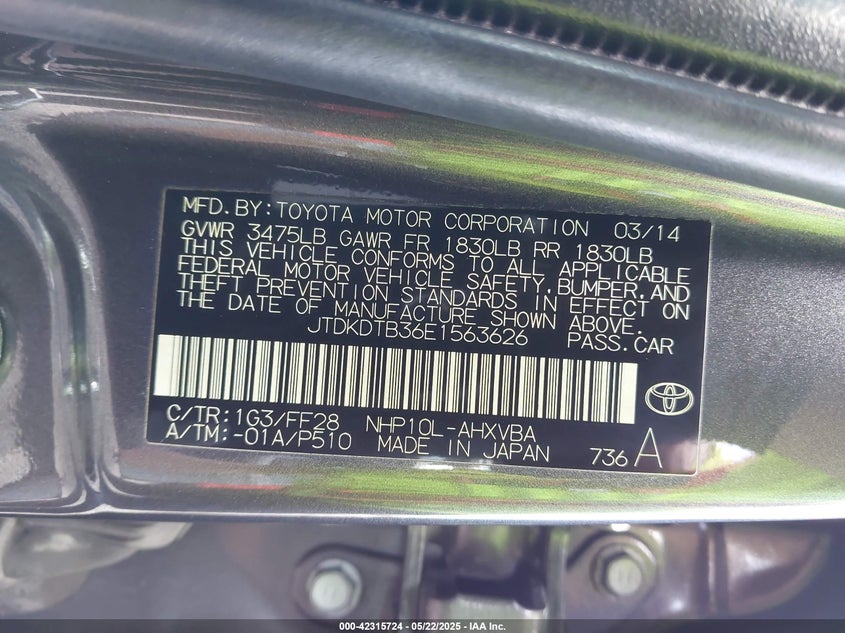 MFD.BY:TOYOTA MOTOR CORPORATION 03/14
GVWR 3475LB GAWR FR 1830LB RR 1830LB
THIS VEHICLE CONFORMS TO ALL APPLICABLE
FEDERAL MOTOR VEHICLE SAFETY,BUMPER,AND
THEFT PREVENTION STANDARDS IN EFFECT ON
THE DATE OF MANUFACTURE SHOWN ABOVE.
JTDKDTB36E1563626 PASS.CAR
C/TR:1G3/FF28 NHP10L-AHXVBA
A/TM:-01A/P510 MADE IN JAPAN 736 A
000-42315724 - 05/22/2025 - IAA Inc.